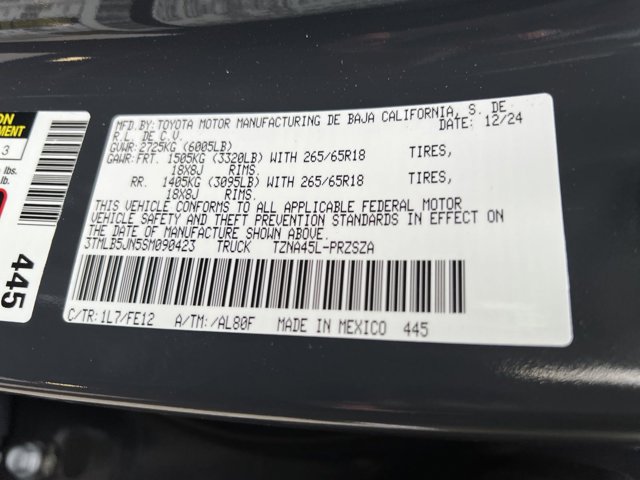 MFD.BY:TOYOTA MOTOR MANUFACTURING DE BAJA CALIFORNIA, S. DE
R.L. DE C.V. DATE: 12/24
GVWR:2725KG (6005LB)
GAWR:FRT. 1505KG (3320LB) WITH 265/65R18 TIRES,
18X8J RIMS.
RR. 1405KG (3095LB) WITH 265/65R18 TIRES,
18X8J RIMS.
THIS VEHICLE CONFORMS TO ALL APPLICABLE FEDERAL MOTOR
VEHICLE SAFETY AND THEFT PREVENTION STANDARDS IN EFFECT ON
THE DATE OF MANUFACTURE SHOWN ABOVE.
3TMLB5JN5SM090423 TRUCK TZNA45L-PRZSZA
C/TR:1L7/FE12 A/TM:/AL80F MADE IN MEXICO 445
3
lbs.
lb.
445